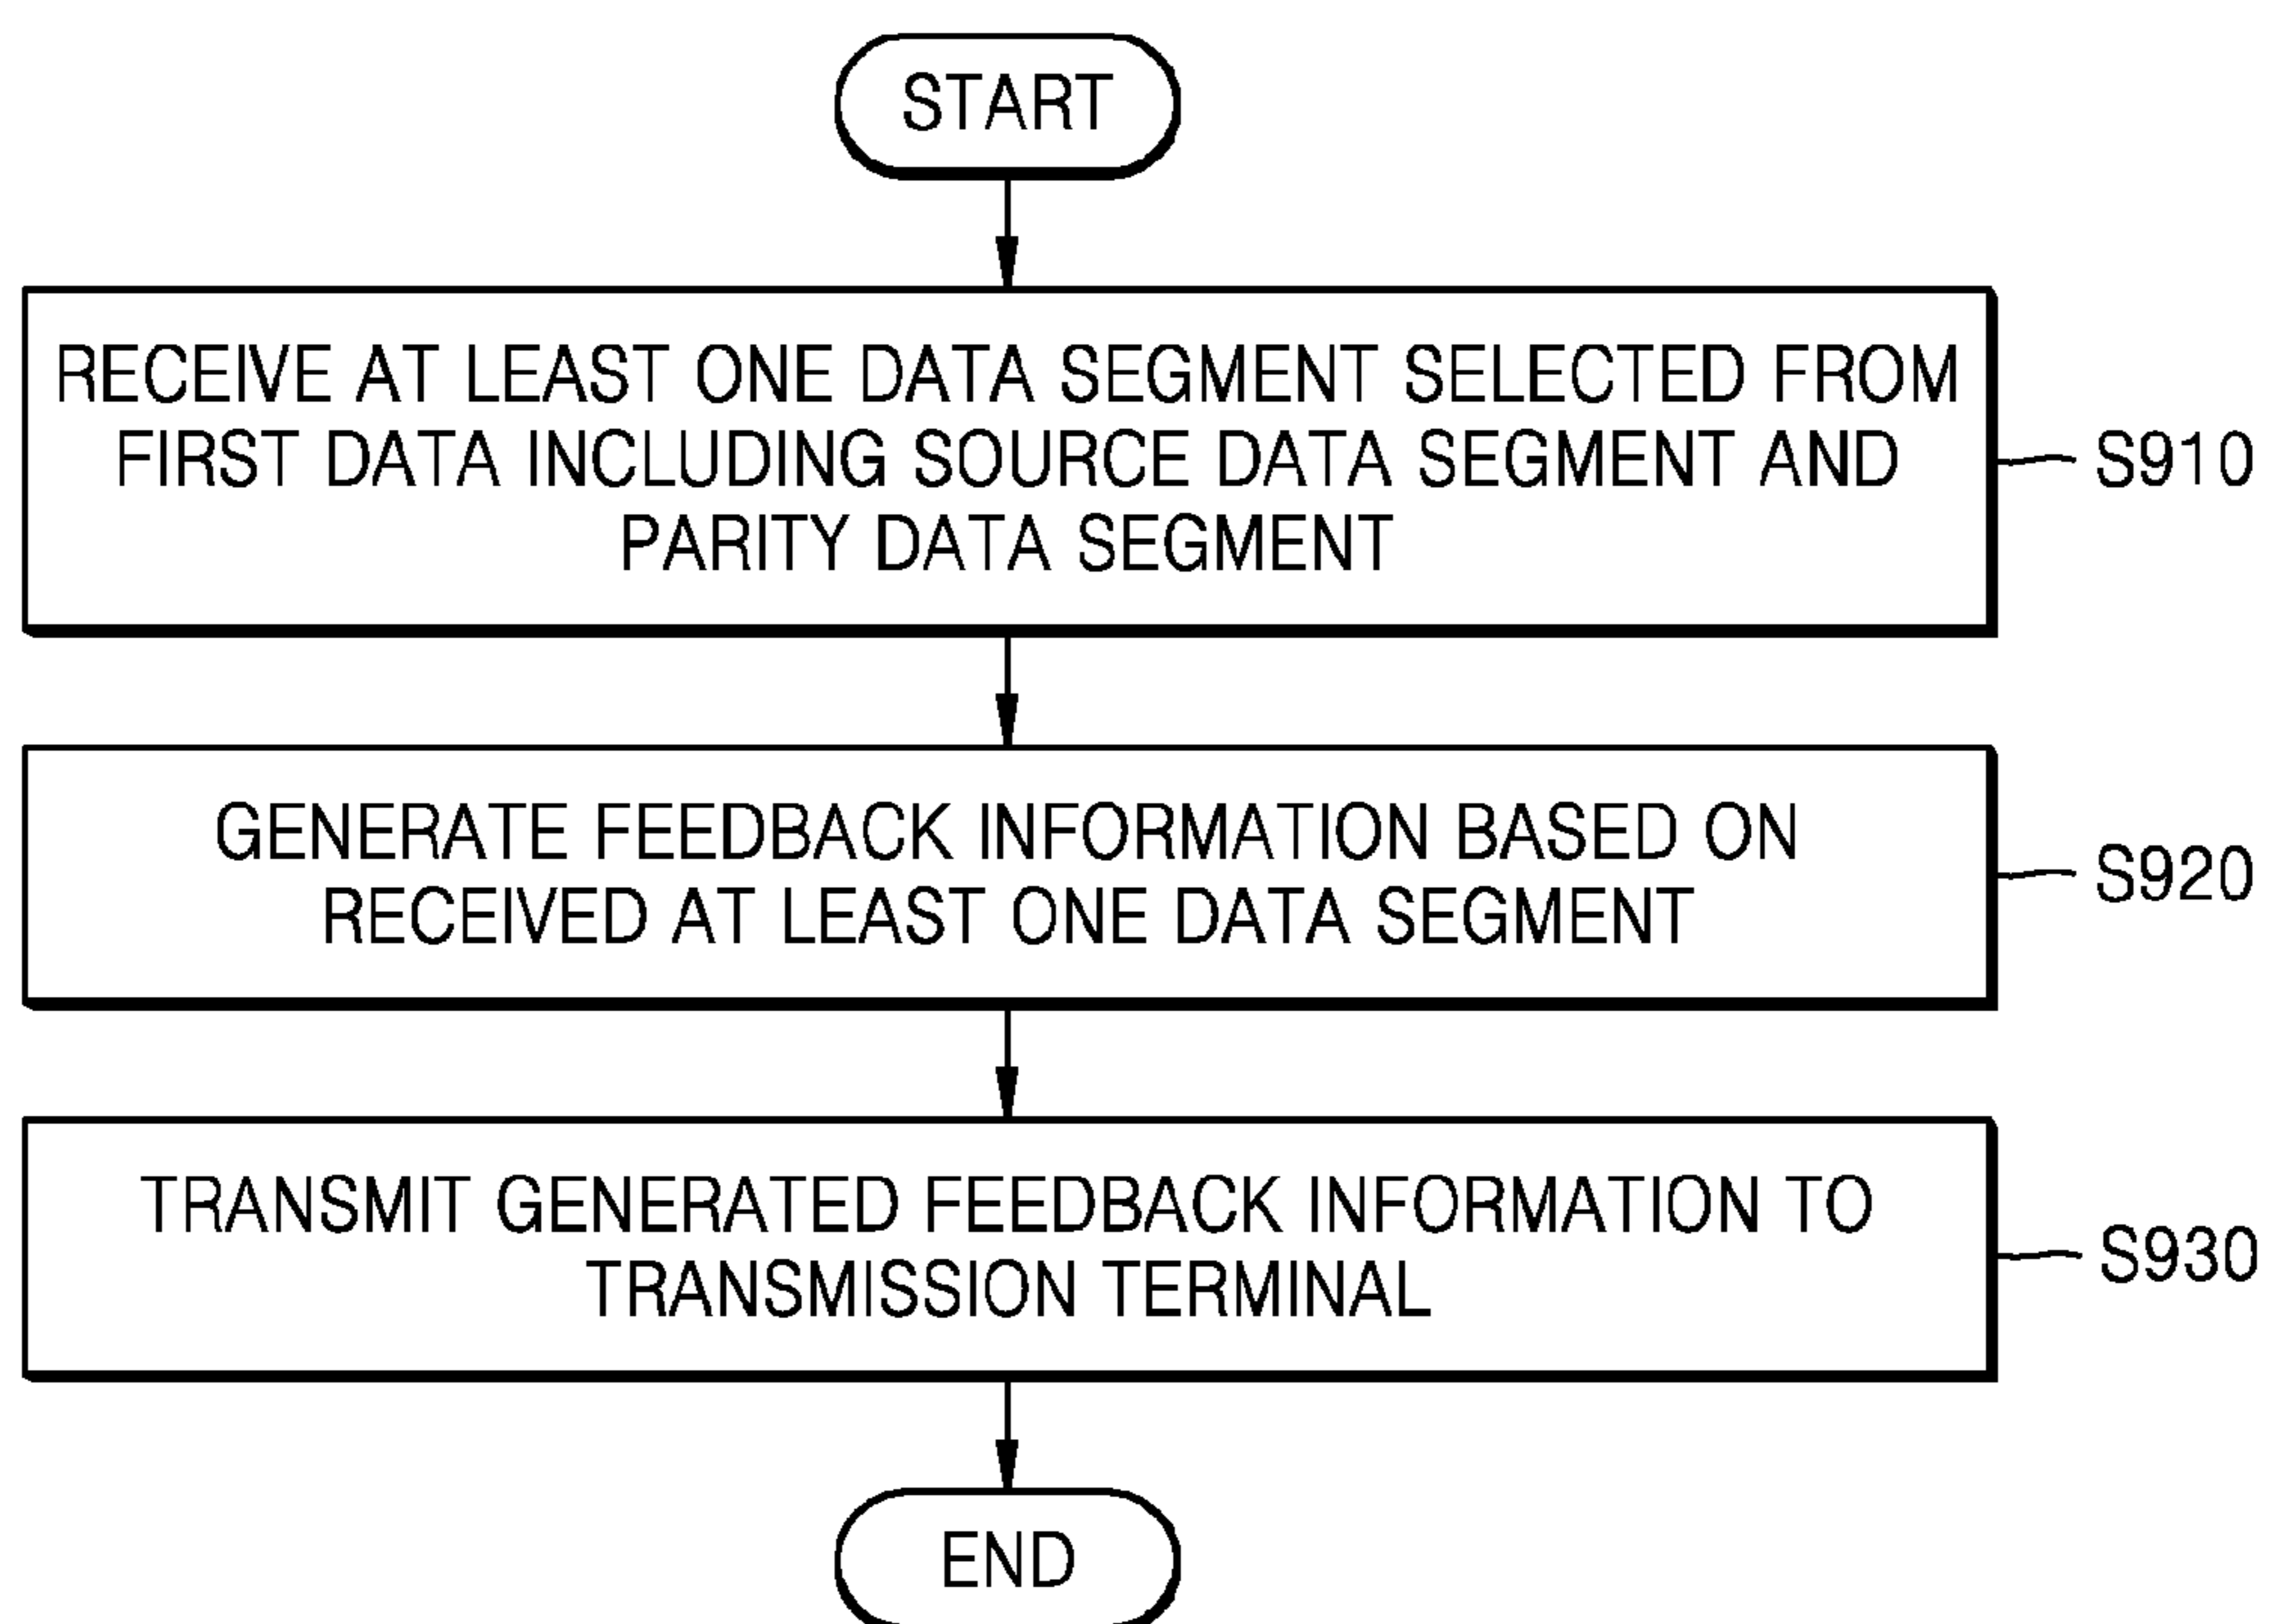 START
RECEIVE AT LEAST ONE DATA SEGMENT SELECTED FROM
FIRST DATA INCLUDING SOURCE DATA SEGMENT AND
PARITY DATA SEGMENT
S910
GENERATE FEEDBACK INFORMATION BASED ON
RECEIVED AT LEAST ONE DATA SEGMENT
S920
TRANSMIT GENERATED FEEDBACK INFORMATION TO
TRANSMISSION TERMINAL
S930
END